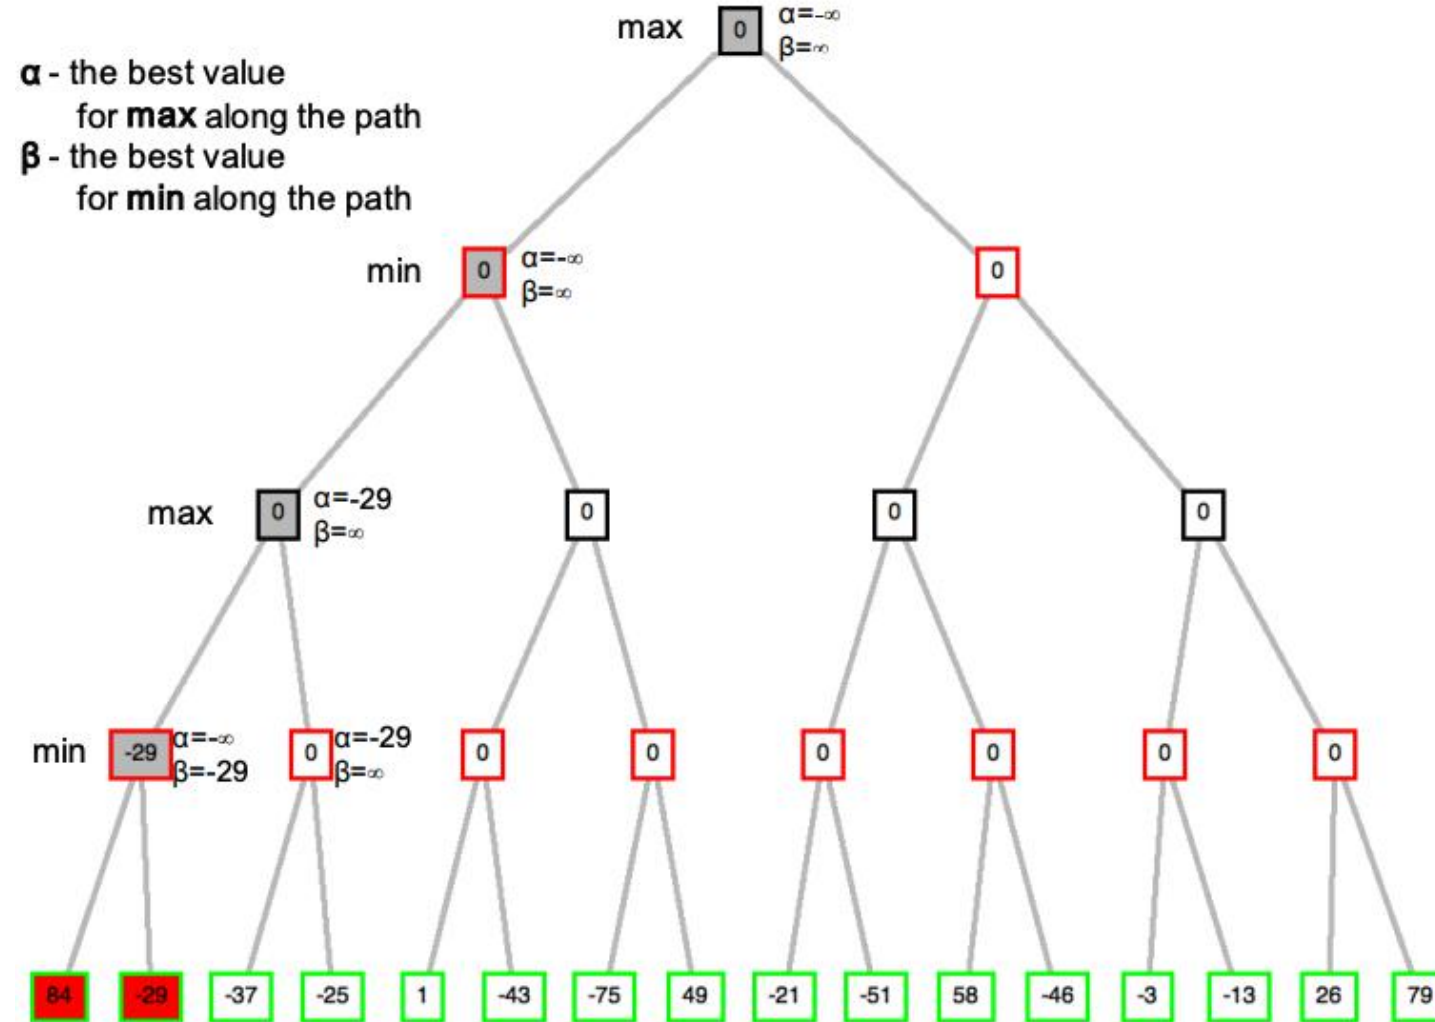 max 0 α=-∞
β=∞
α - the best value
for max along the path
β - the best value
for min along the path
min 0 α=-∞ 0
β=∞
max 0 α=-29 0 0 0
β=∞
min -29 α=-∞ 0 α=-29 0 0 0 0 0 0
β=-29 β=∞
84 -29 -37 -25 1 -43 -75 49 -21 -51 58 -46 -3 -13 26 79